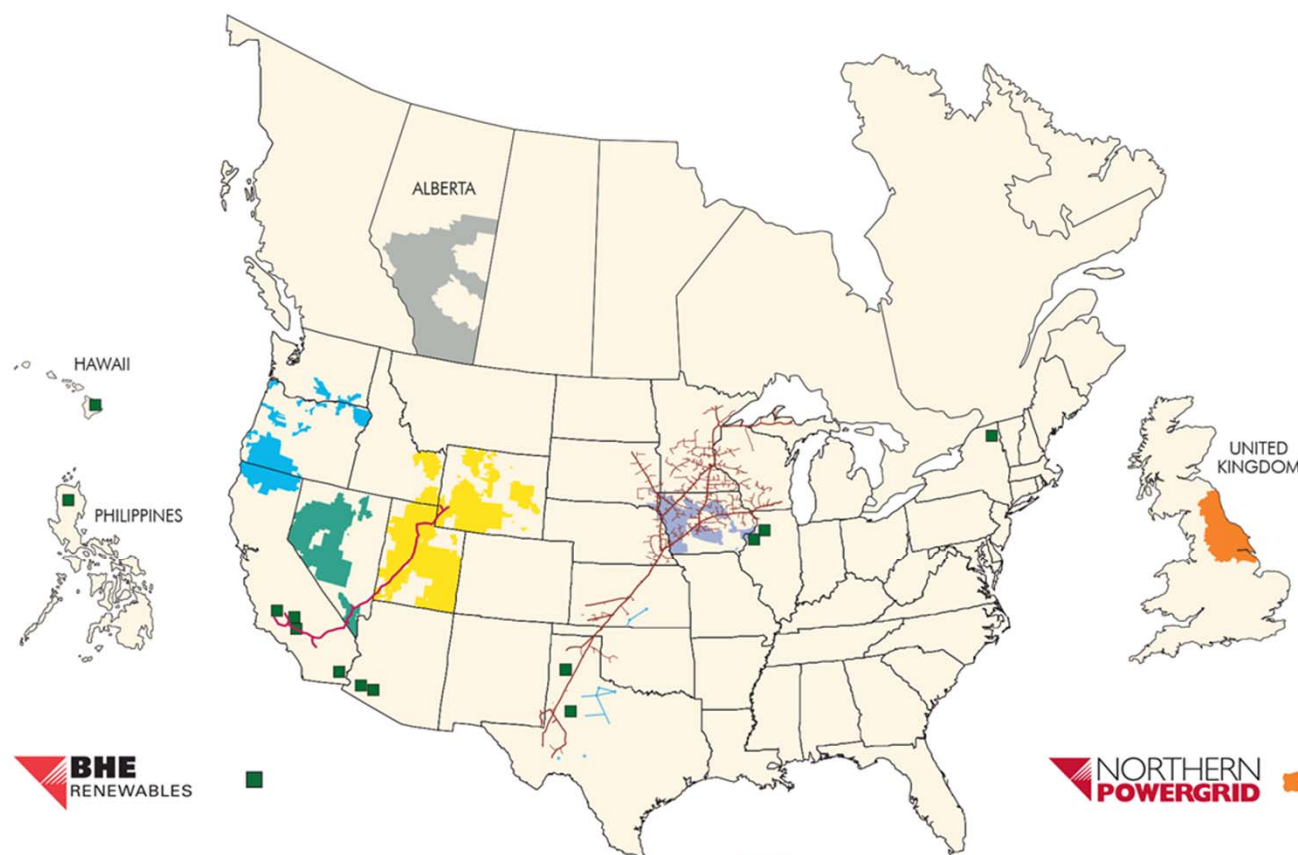 ALBERTA
HAWAII
PHILIPPINES
UNITED
KINGDOM
BHE
RENEWABLES
NORTHERN
POWERGRID